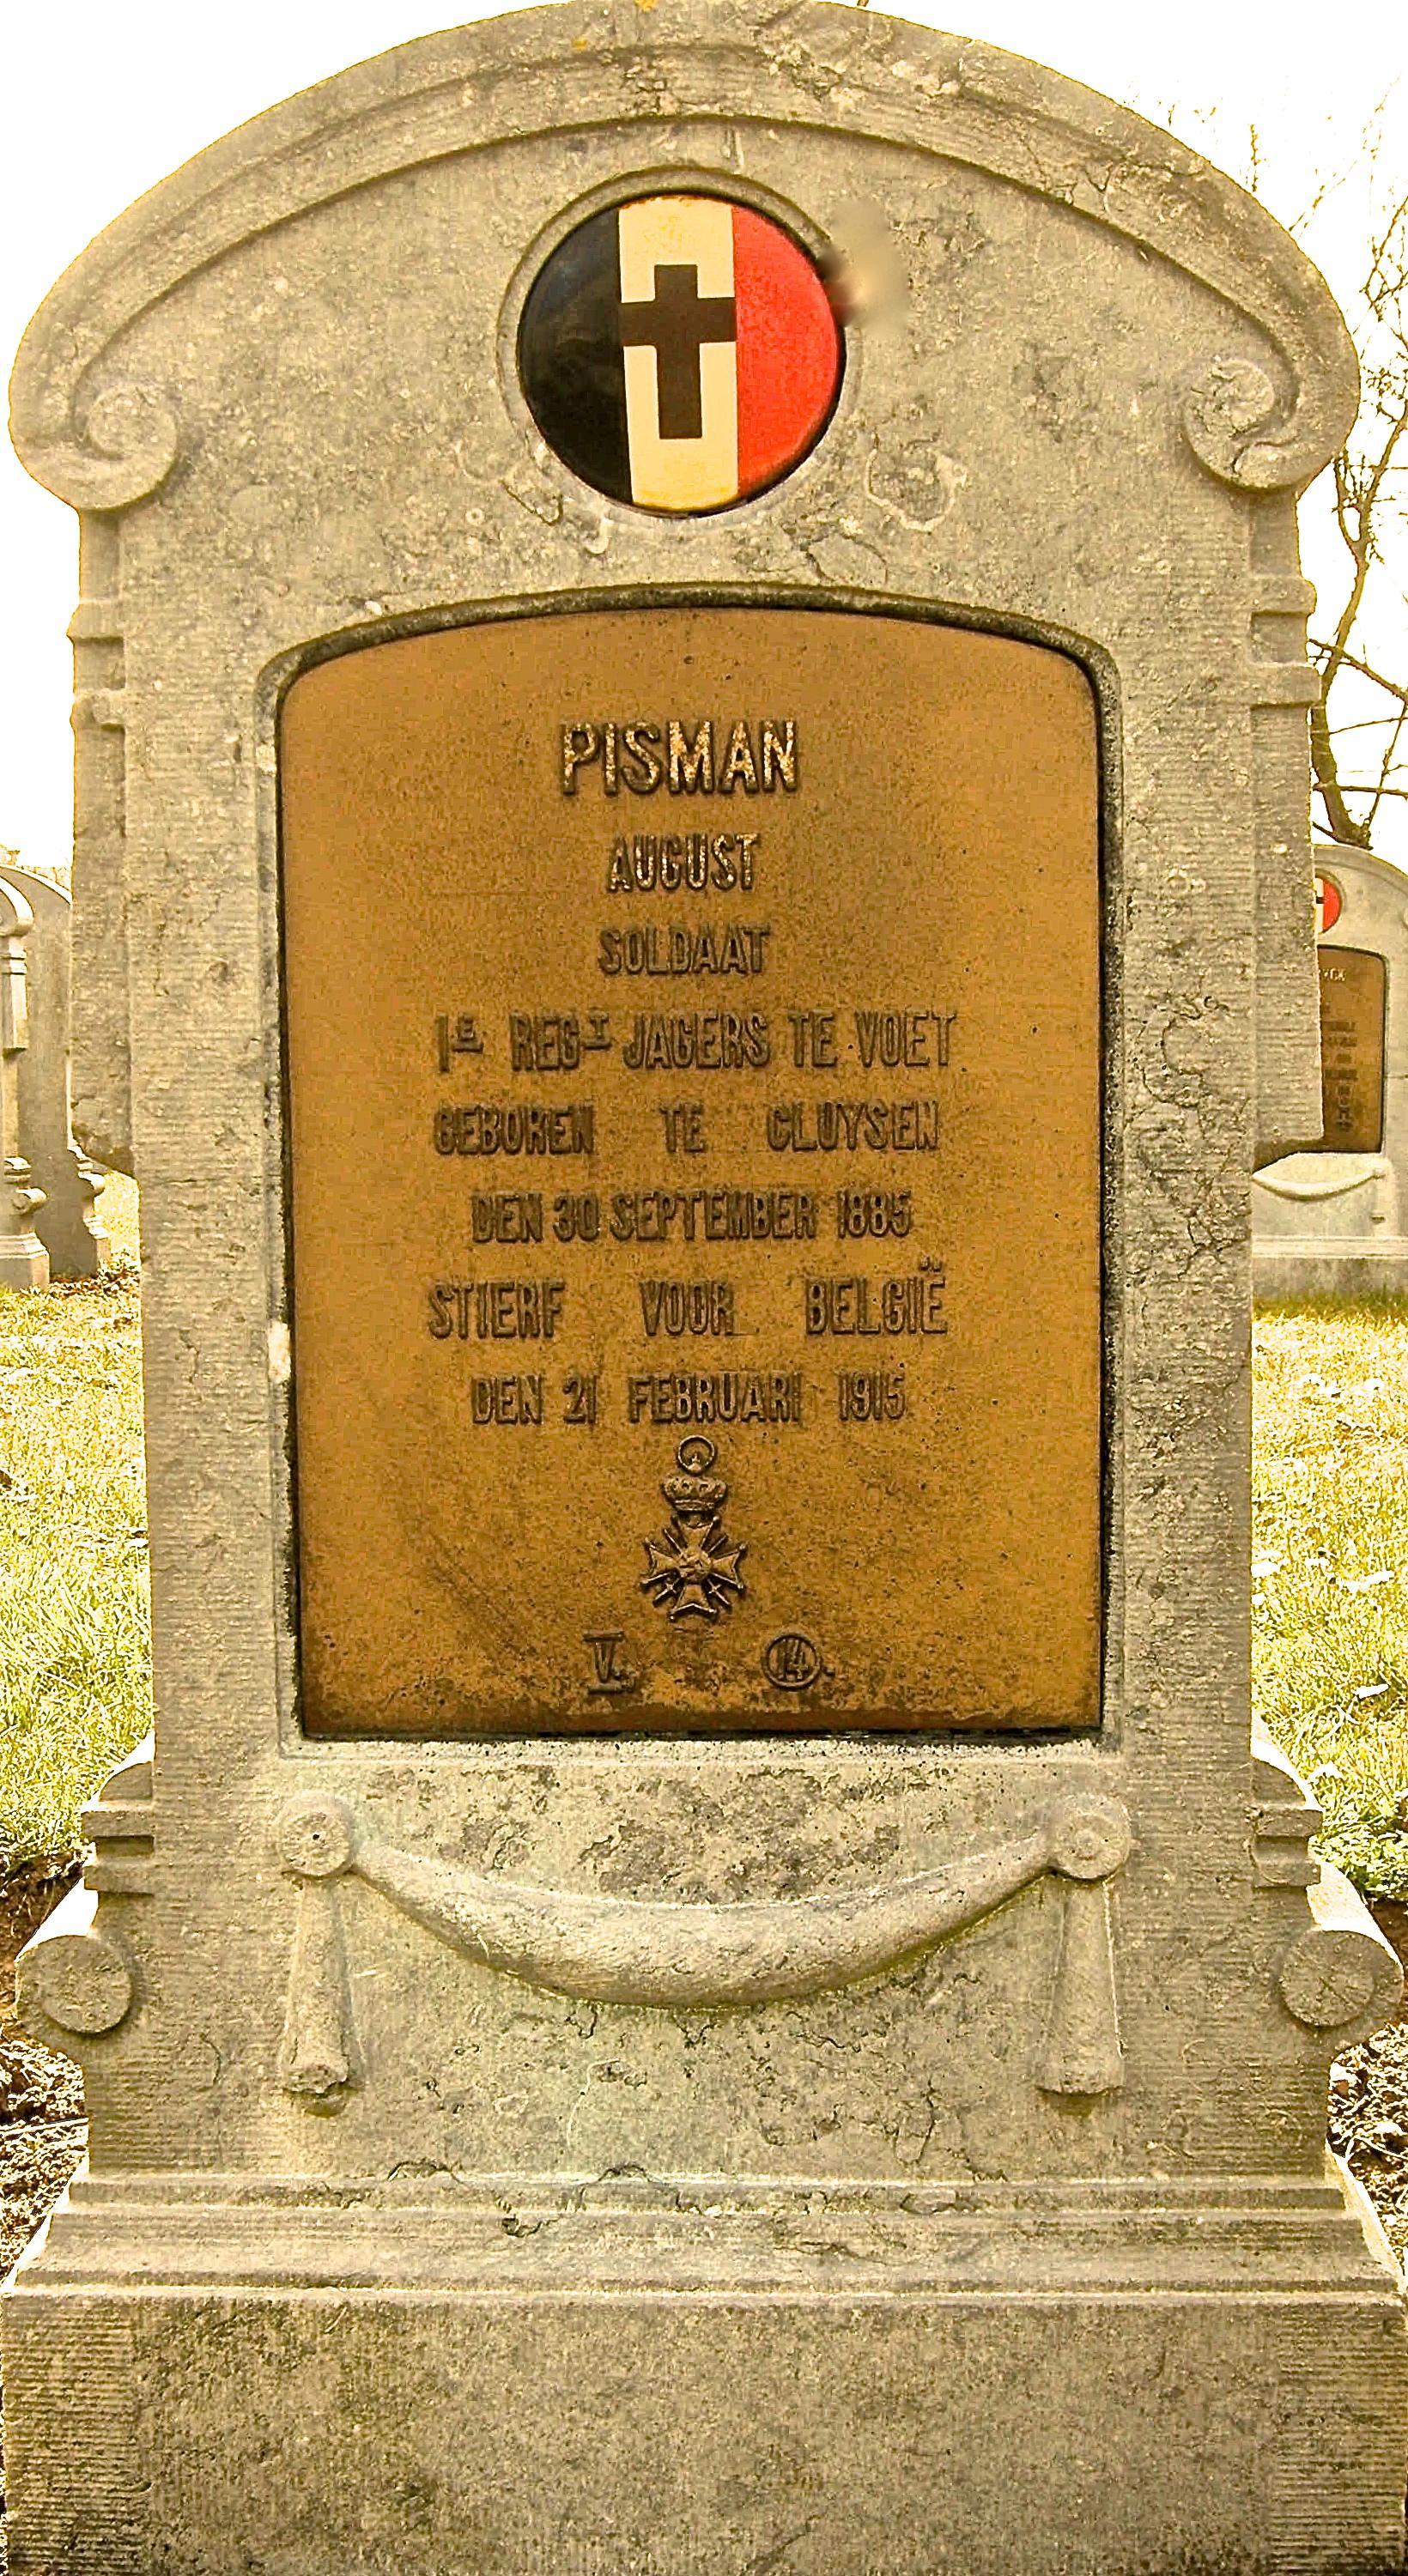 PISMAN
AUGUST
SOLDAAT
1E REGT JAGERS TE VOET
GEBOREN TE CLUYSEN
DEN 30 SEPTEMBER 1885
STIERF VOOR BELGIË
DEN 21 FEBRUARI 1915
V. 14.